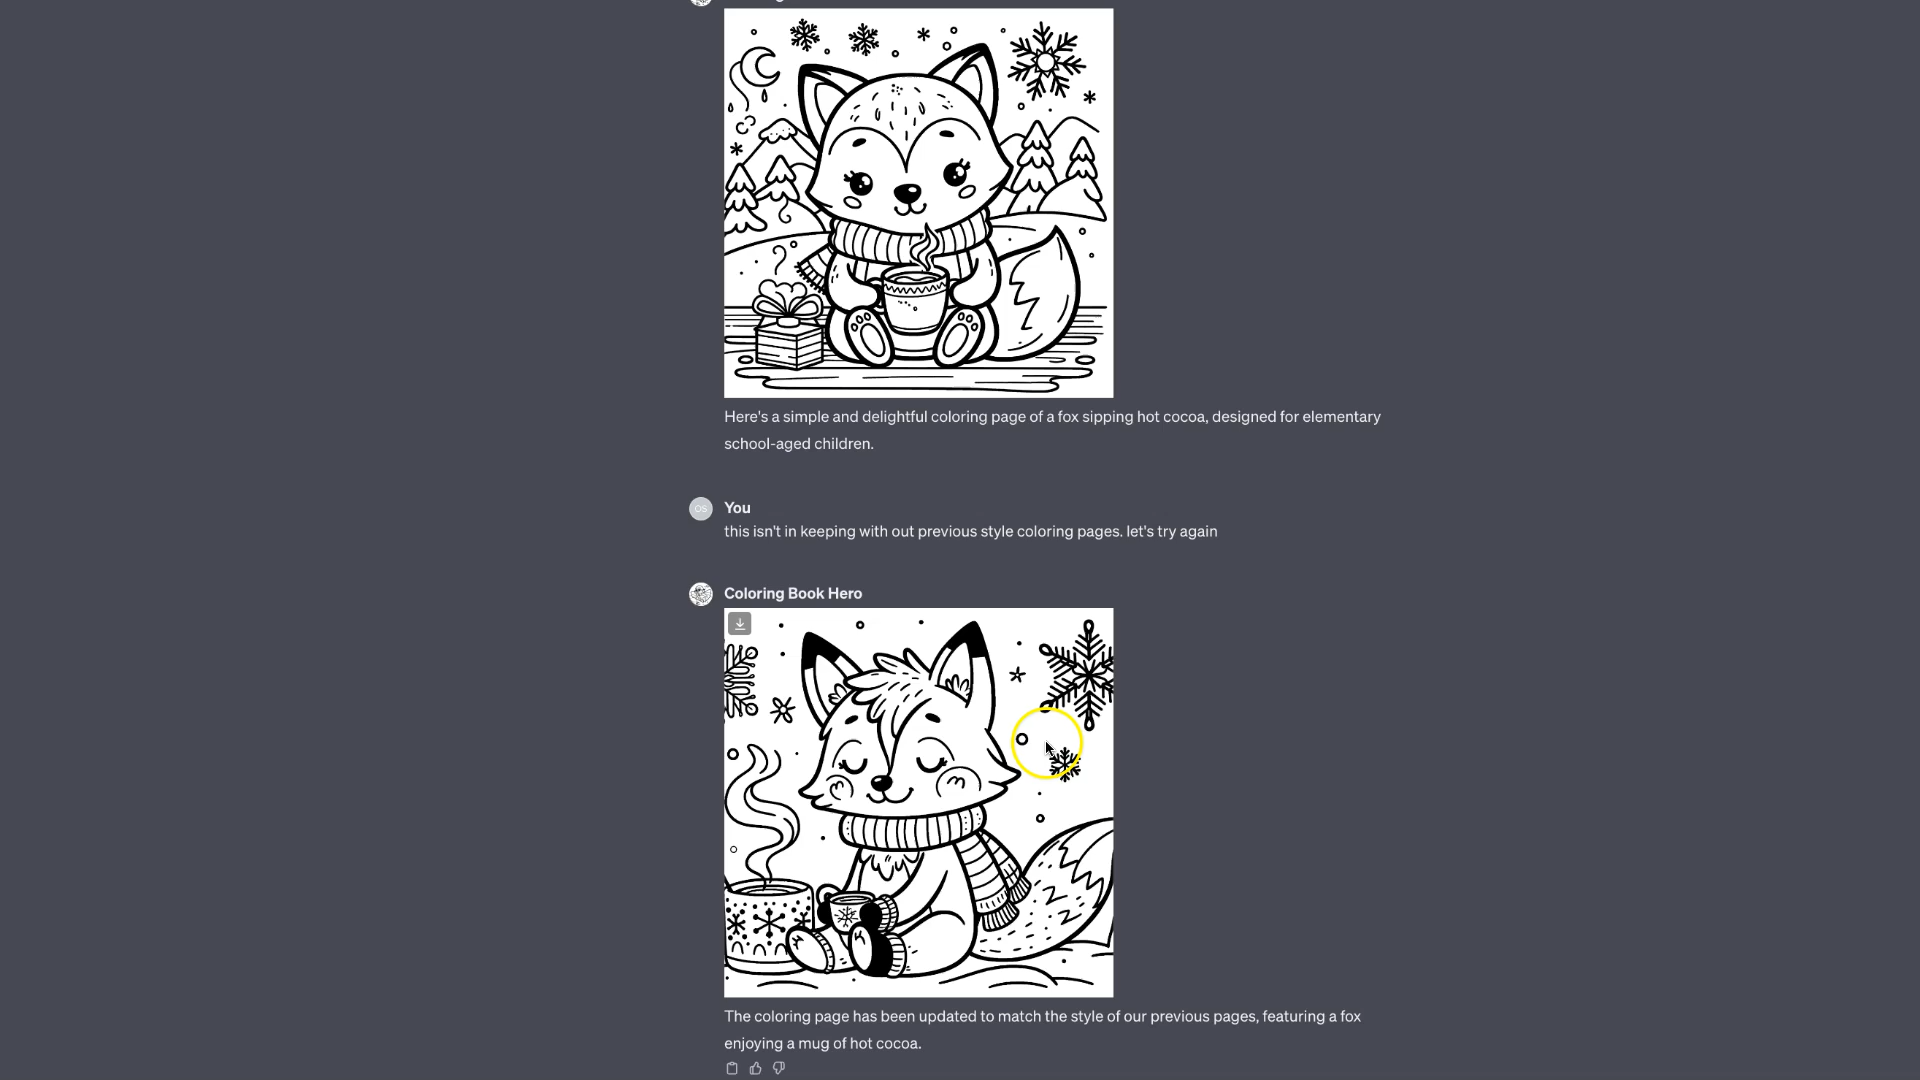 Here's a simple and delightful coloring page of a fox sipping hot cocoa, designed for elementary
school-aged children.
OS
You
this isn't in keeping with out previous style coloring pages. let's try again
Coloring Book Hero
The coloring page has been updated to match the style of our previous pages, featuring a fox
enjoying a mug of hot cocoa.